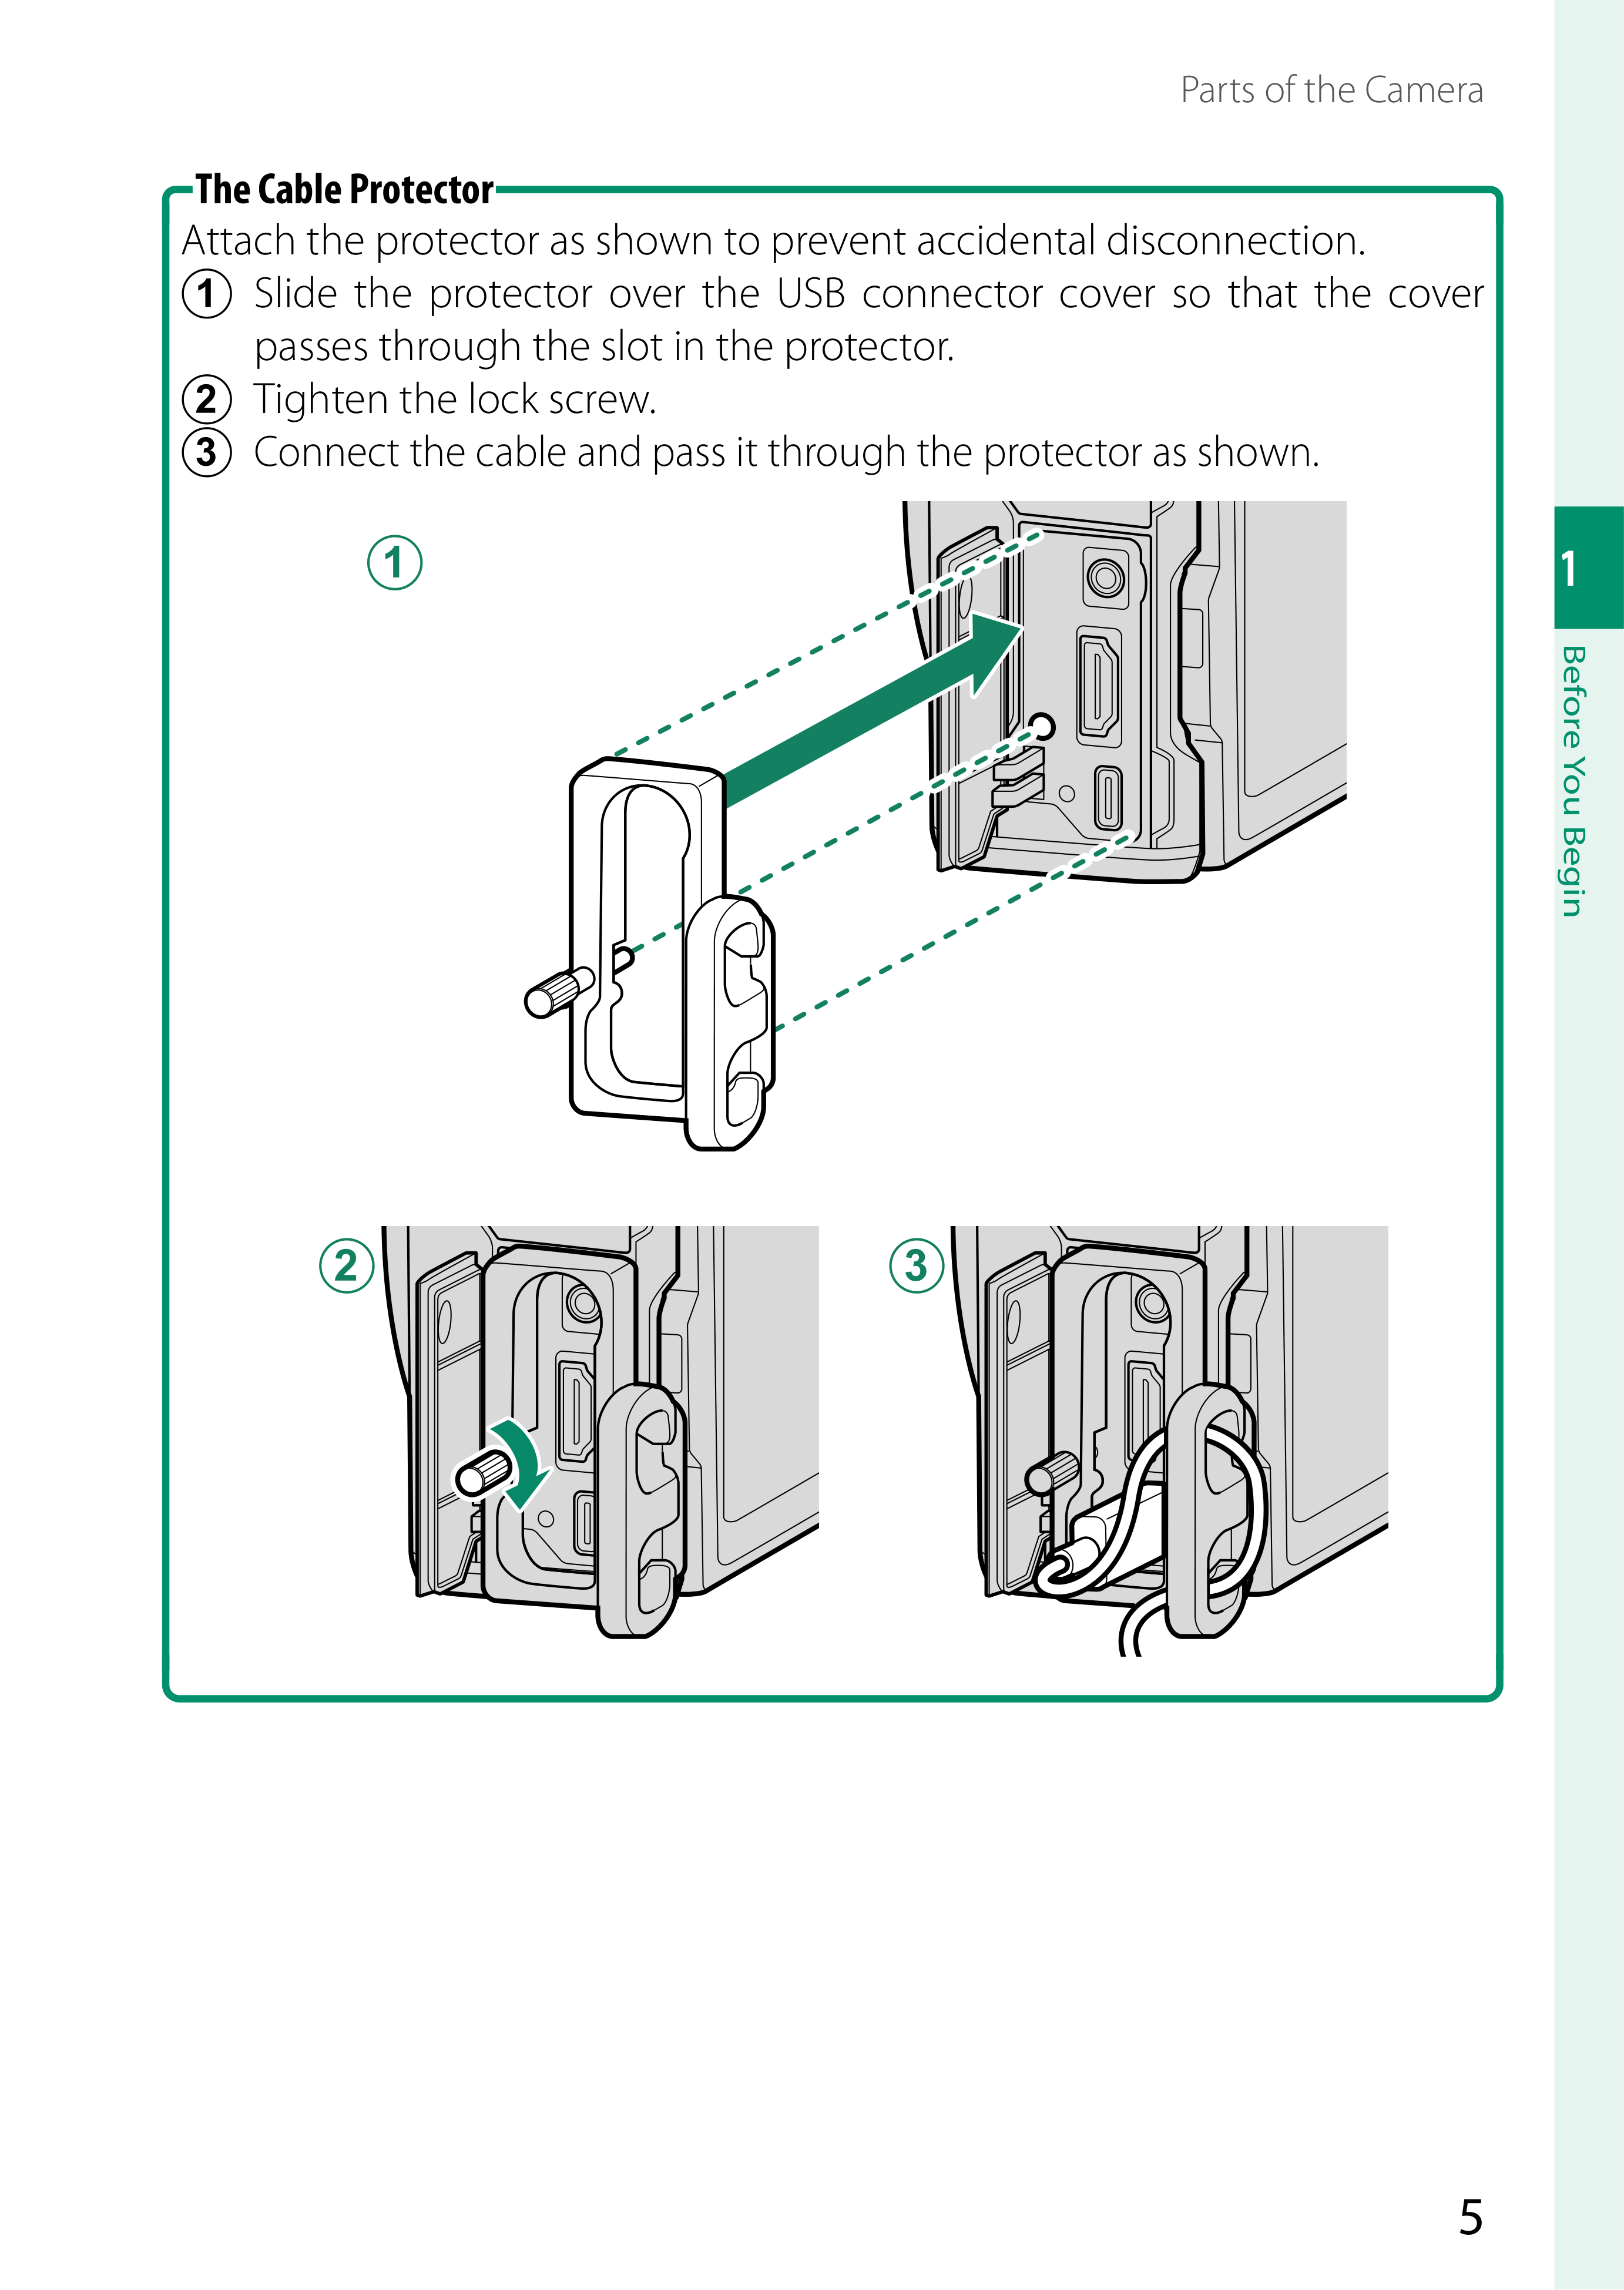 Parts of the Camera
The Cable Protector
Attach the protector as shown to prevent accidental disconnection.
① Slide the protector over the USB connector cover so that the cover
passes through the slot in the protector.
② Tighten the lock screw.
③ Connect the cable and pass it through the protector as shown.
①
②
③
1
Before You Begin
5